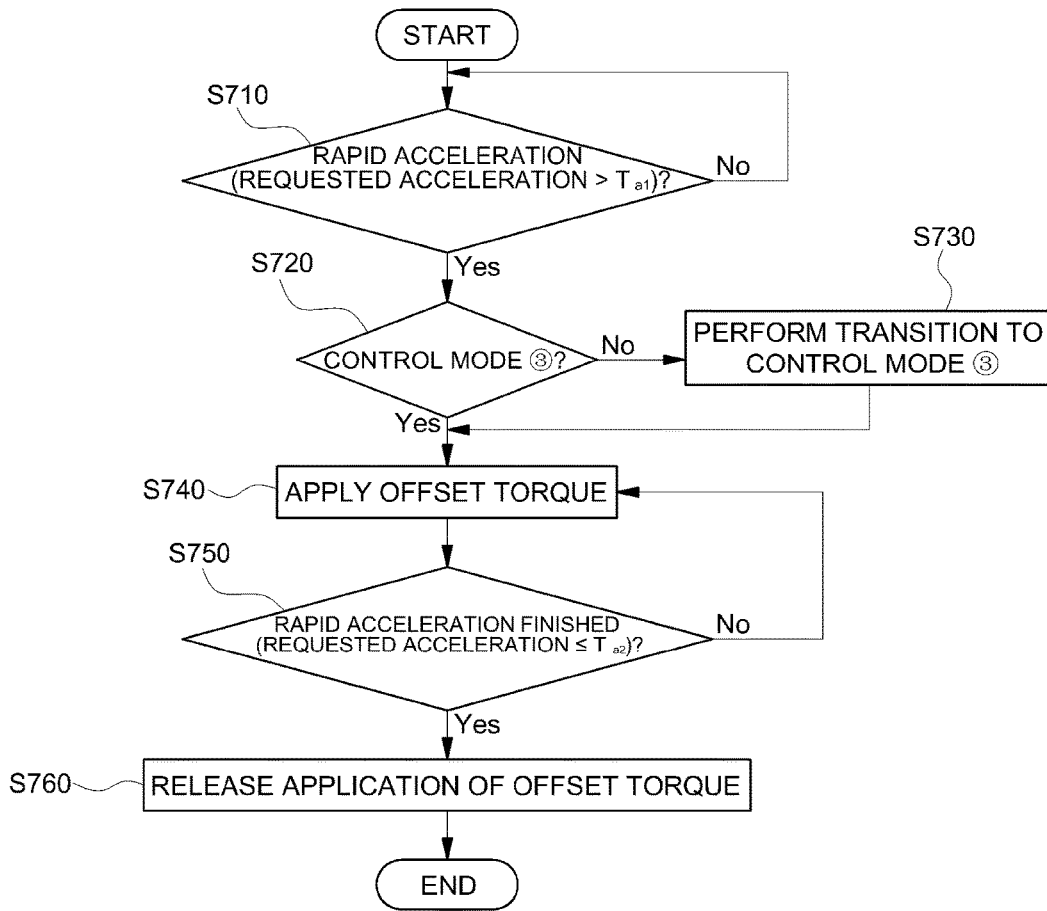 START
S710
RAPID ACCELERATION
(REQUESTED ACCELERATION > T a1)?
No
Yes
S720
CONTROL MODE ③?
No
S730
PERFORM TRANSITION TO
CONTROL MODE ③
Yes
S740
APPLY OFFSET TORQUE
S750
RAPID ACCELERATION FINISHED
(REQUESTED ACCELERATION ≤ T a2)?
No
Yes
S760
RELEASE APPLICATION OF OFFSET TORQUE
END